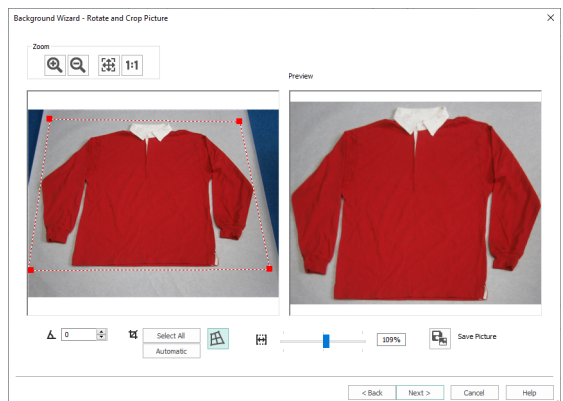 Background Wizard - Rotate and Crop Picture
Zoom
1:1
Preview
0
Select All
Automatic
109%
Save Picture
< Back
Next >
Cancel
Help